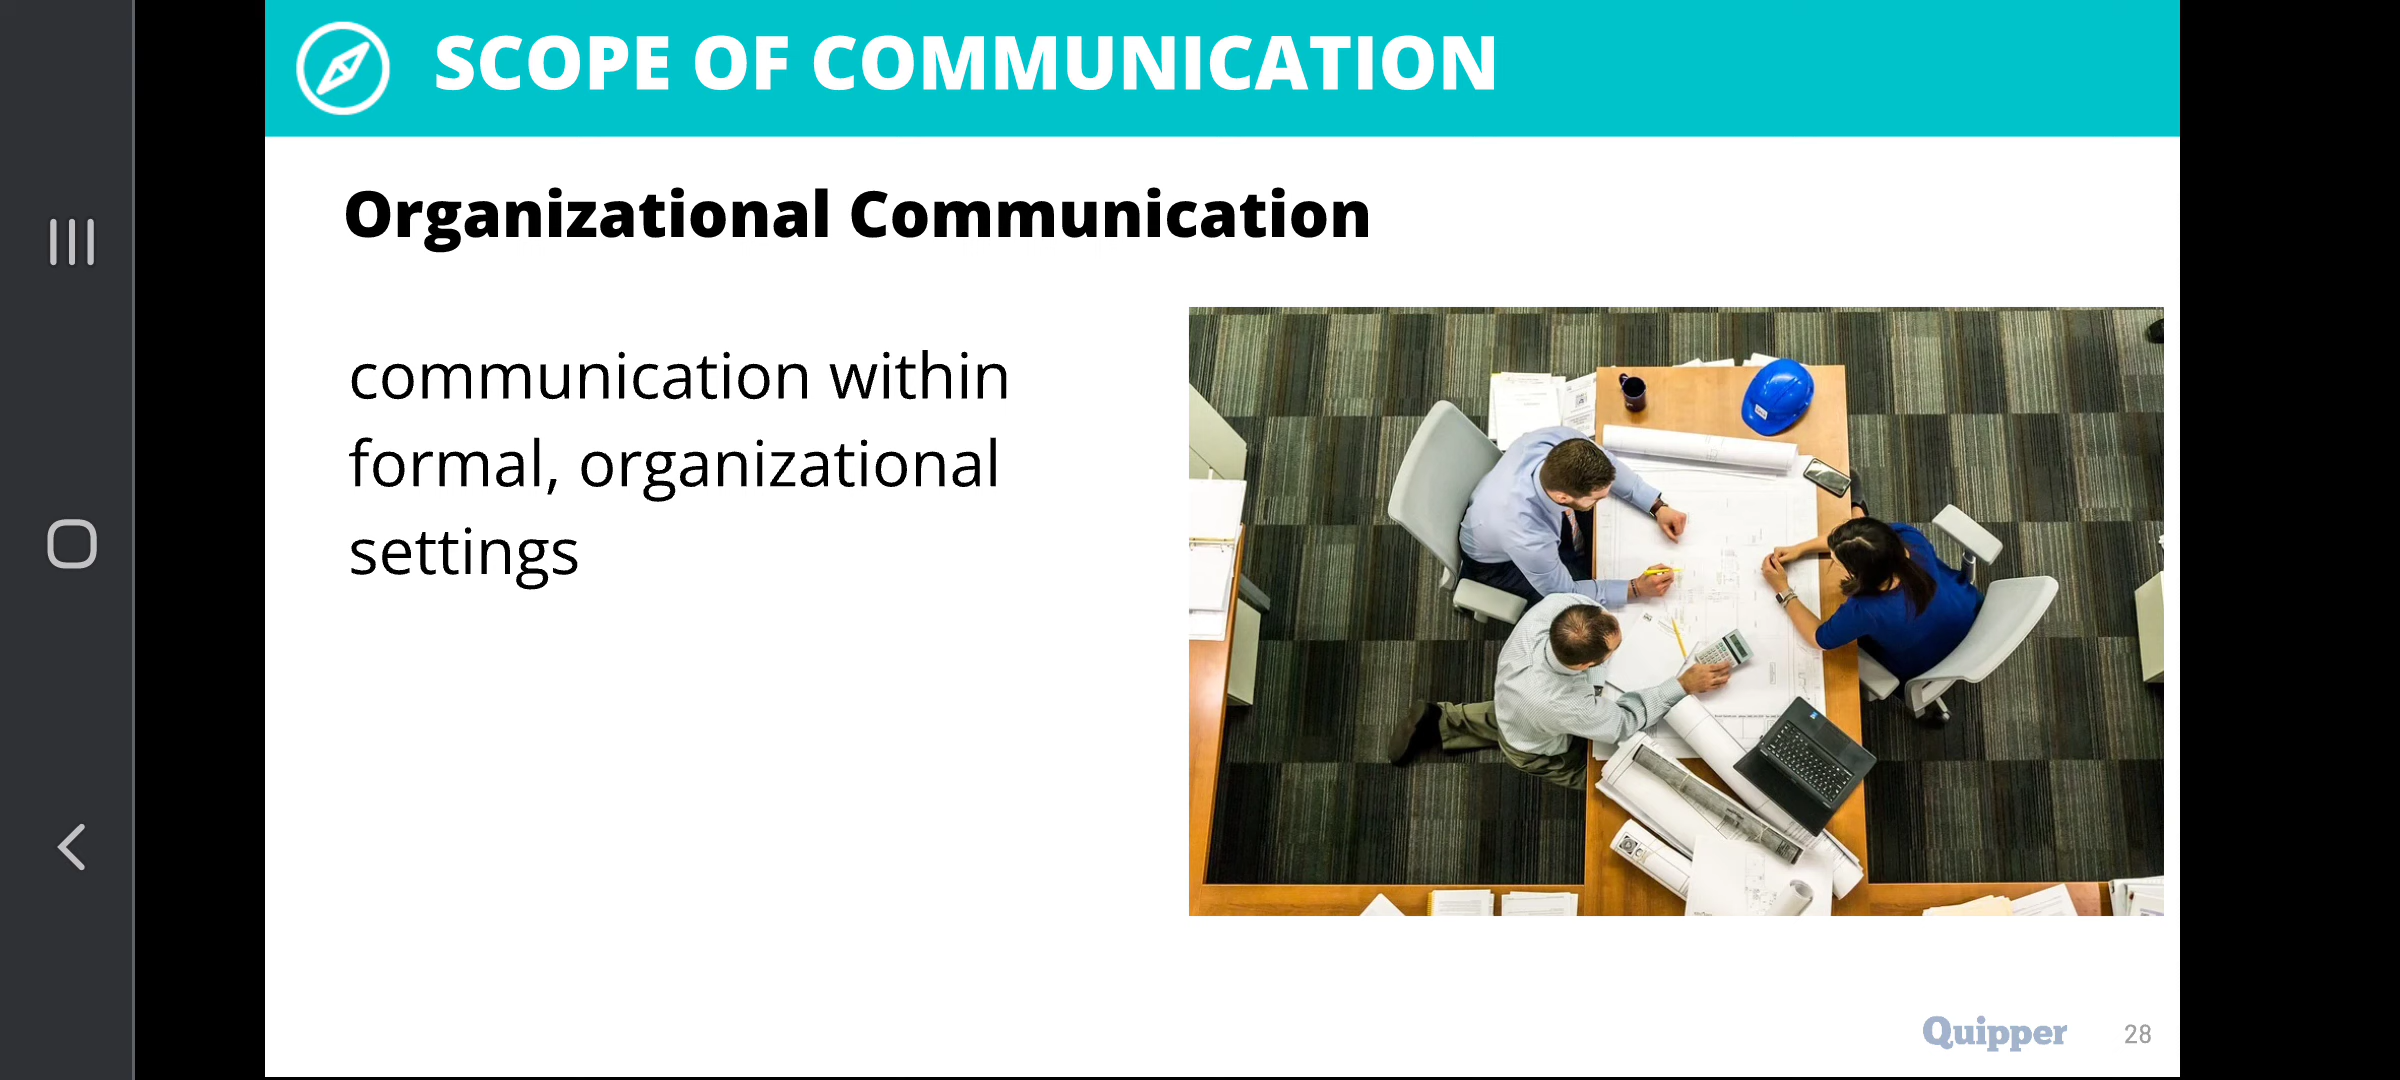 SCOPE OF COMMUNICATION
Organizational Communication
communication within
formal, organizational
settings
Quipper
28